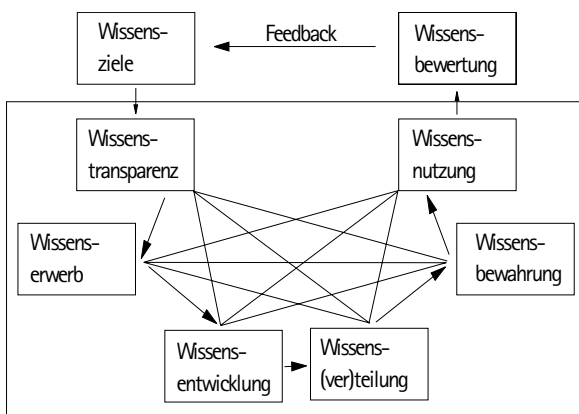 Wissens-
ziele
Feedback
Wissens-
bewertung
Wissens-
transparenz
Wissens-
nutzung
Wissens-
erwerb
Wissens-
bewahrung
Wissens-
entwicklung
Wissens-
(ver)teilung